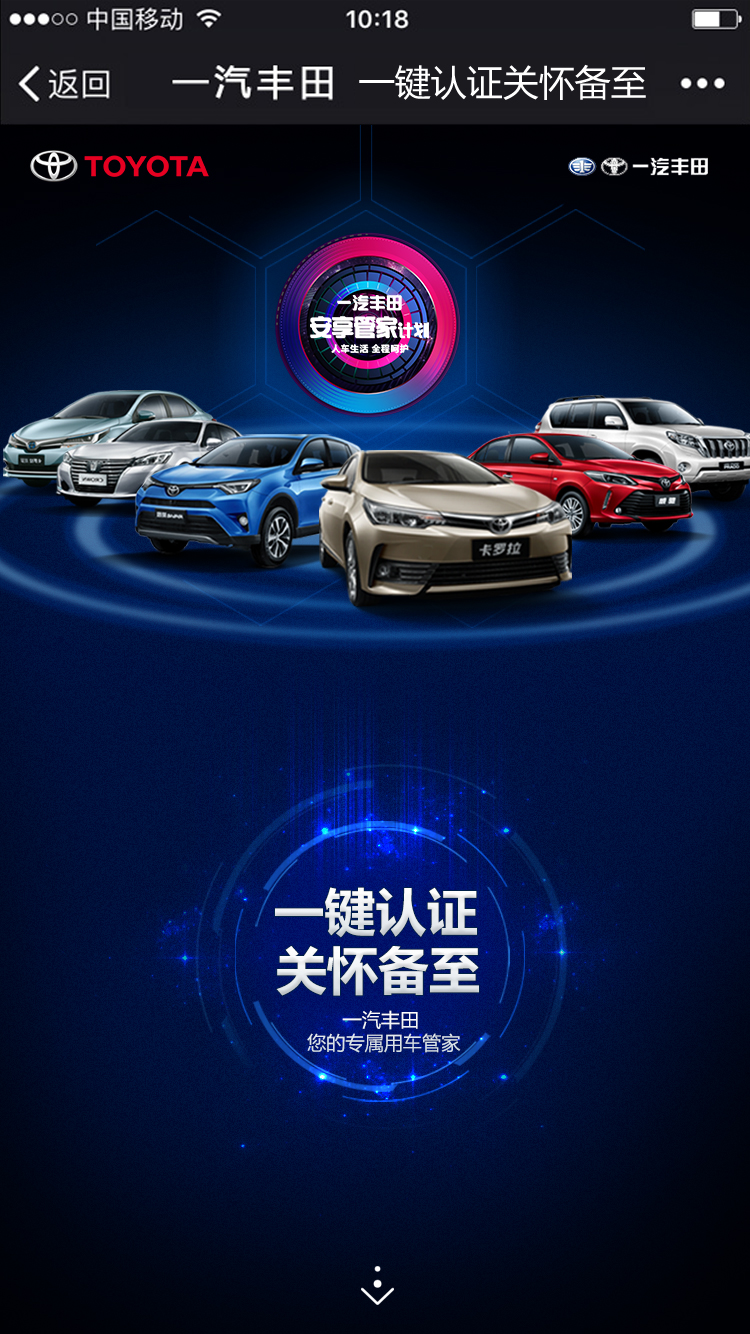 中国移动 10:18
返回 一汽丰田 一键认证关怀备至
TOYOTA 一汽丰田
一汽丰田
安享管家计划
人车生活 全程呵护
卡罗拉
一键认证
关怀备至
一汽丰田
您的专属用车管家